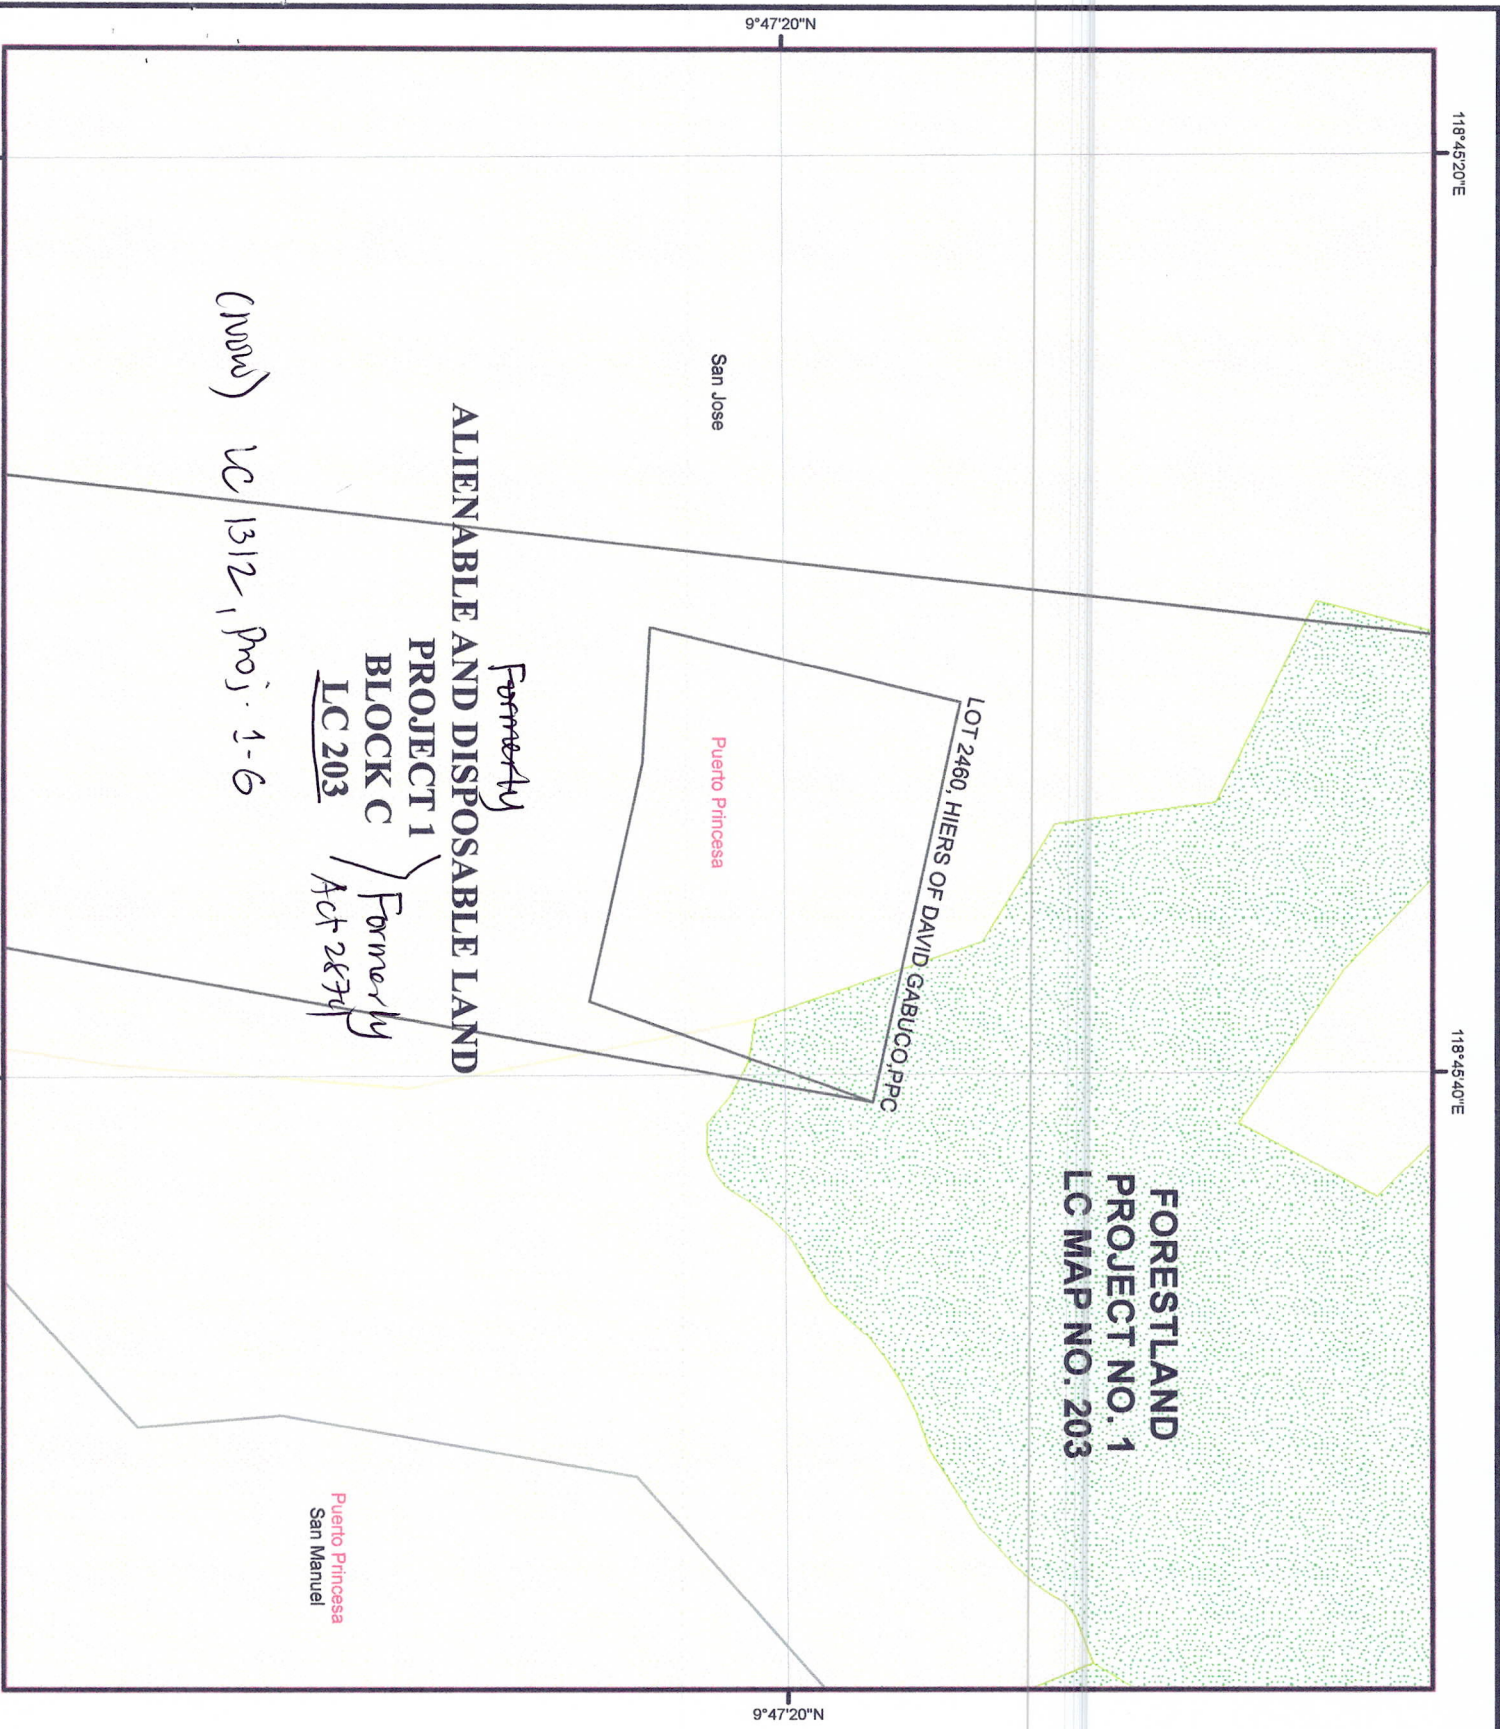 118°45'20"E
118°45'40"E
9°47'20"N
FORESTLAND
PROJECT NO. 1
LC MAP NO. 203
LOT 2460, HIERS OF DAVID GABUCO,PPC
San Jose
Puerto Princesa
Formerly
ALIENABLE AND DISPOSABLE LAND
PROJECT 1
BLOCK C
LC 203
Formerly
Act 2874
(now) LC 1312, Proj. 1-6
Puerto Princesa
San Manuel
9°47'20"N